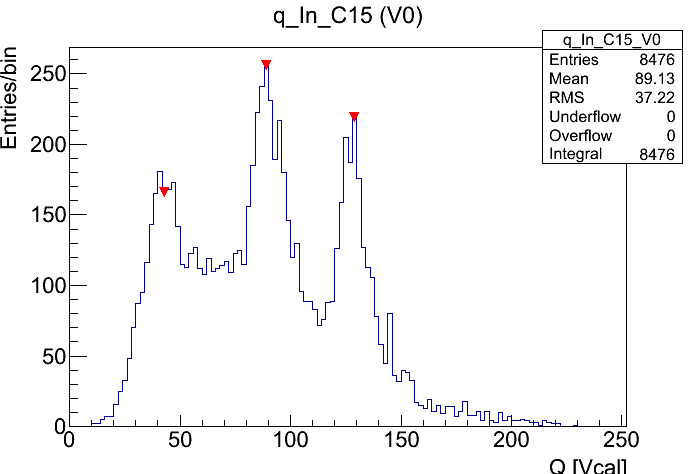 q_In_C15 (V0)
q_In_C15_V0
Entries 8476
Mean 89.13
RMS 37.22
Underflow 0
Overflow 0
Integral 8476
Entries/bin
250
200
150
100
50
0
0 50 100 150 200 250
Q [Vcal]